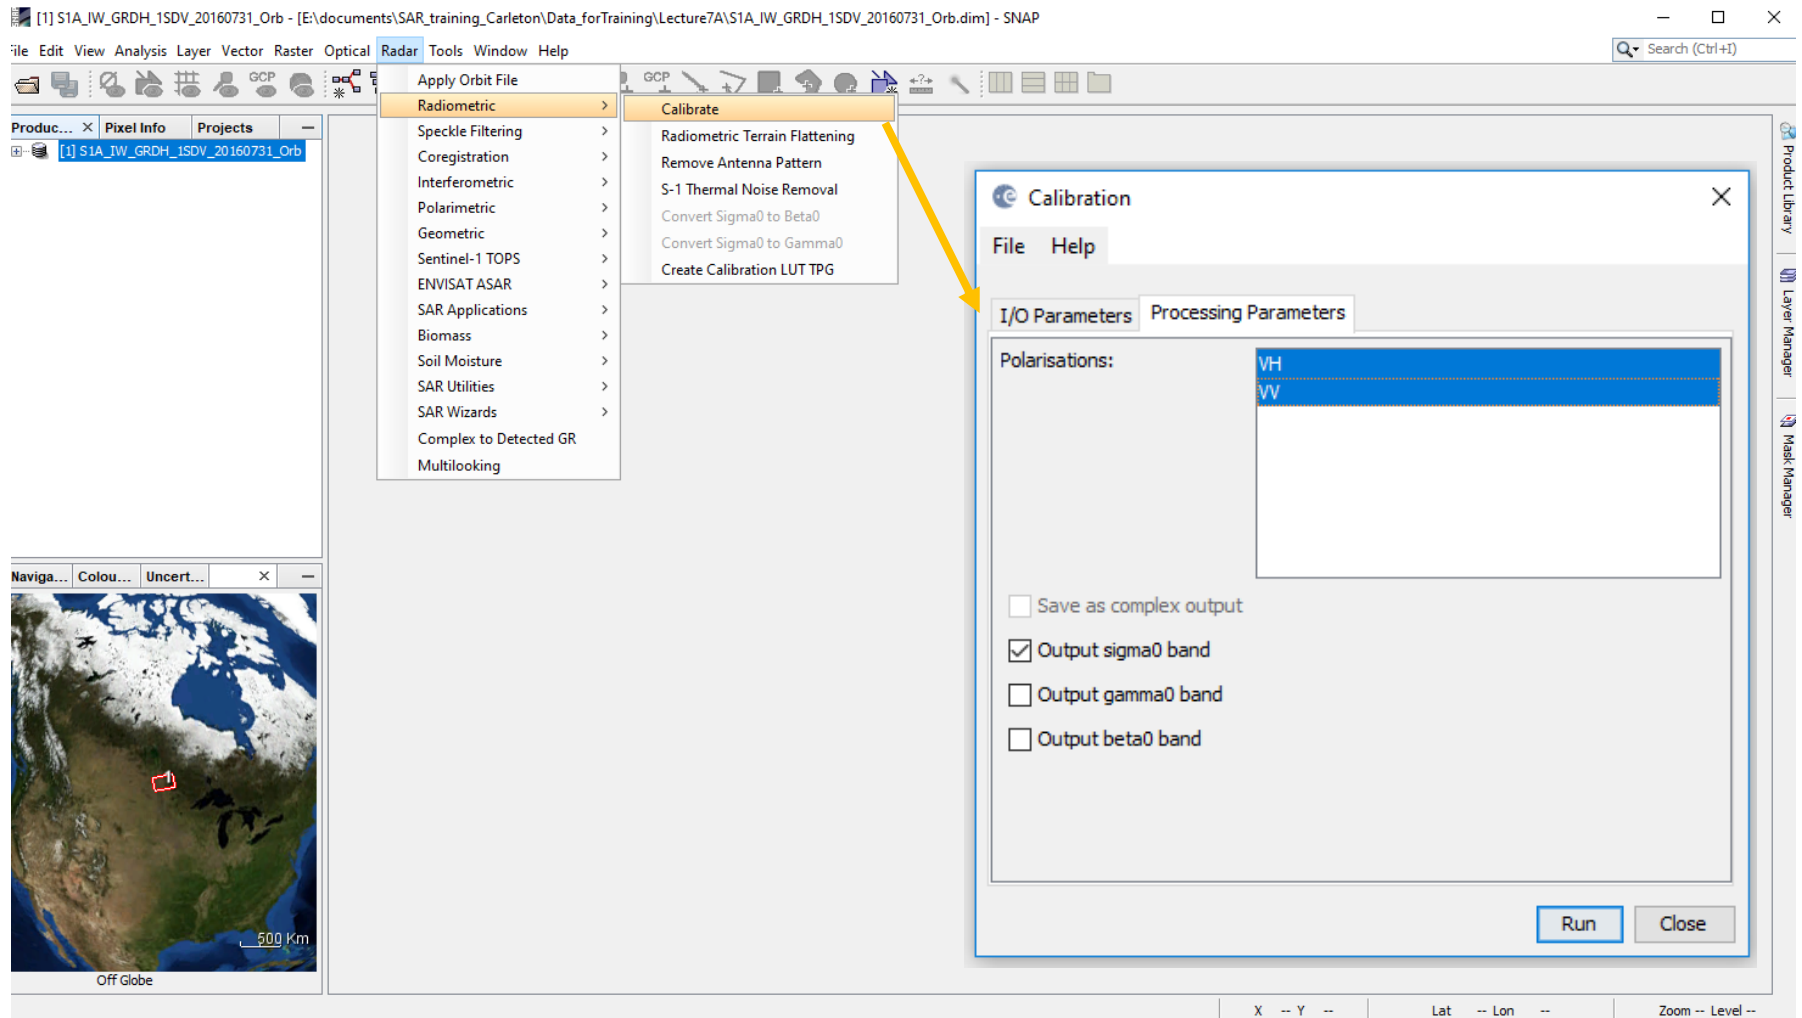 [1] S1A_IW_GRDH_1SDV_20160731_Orb - [E:\documents\SAR_training_Carleton\Data_forTraining\Lecture7A\S1A_IW_GRDH_1SDV_20160731_Orb.dim] - SNAP
File Edit View Analysis Layer Vector Raster Optical Radar Tools Window Help
Search (Ctrl+I)
GCP GCP
Produc... Pixel Info Projects
[1] S1A_IW_GRDH_1SDV_20160731_Orb
Apply Orbit File
Radiometric
Speckle Filtering
Coregistration
Interferometric
Polarimetric
Geometric
Sentinel-1 TOPS
ENVISAT ASAR
SAR Applications
Biomass
Soil Moisture
SAR Utilities
SAR Wizards
Complex to Detected GR
Multilooking
Calibrate
Radiometric Terrain Flattening
Remove Antenna Pattern
S-1 Thermal Noise Removal
Convert Sigma0 to Beta0
Convert Sigma0 to Gamma0
Create Calibration LUT TPG
Calibration
File Help
I/O Parameters Processing Parameters
Polarisations:
VH
VV
Save as complex output
Output sigma0 band
Output gamma0 band
Output beta0 band
Run Close
Product Library
Layer Manager
Mask Manager
Naviga... Colou... Uncert...
1
500 Km
Off Globe
X -- Y -- Lat -- Lon -- Zoom -- Level --